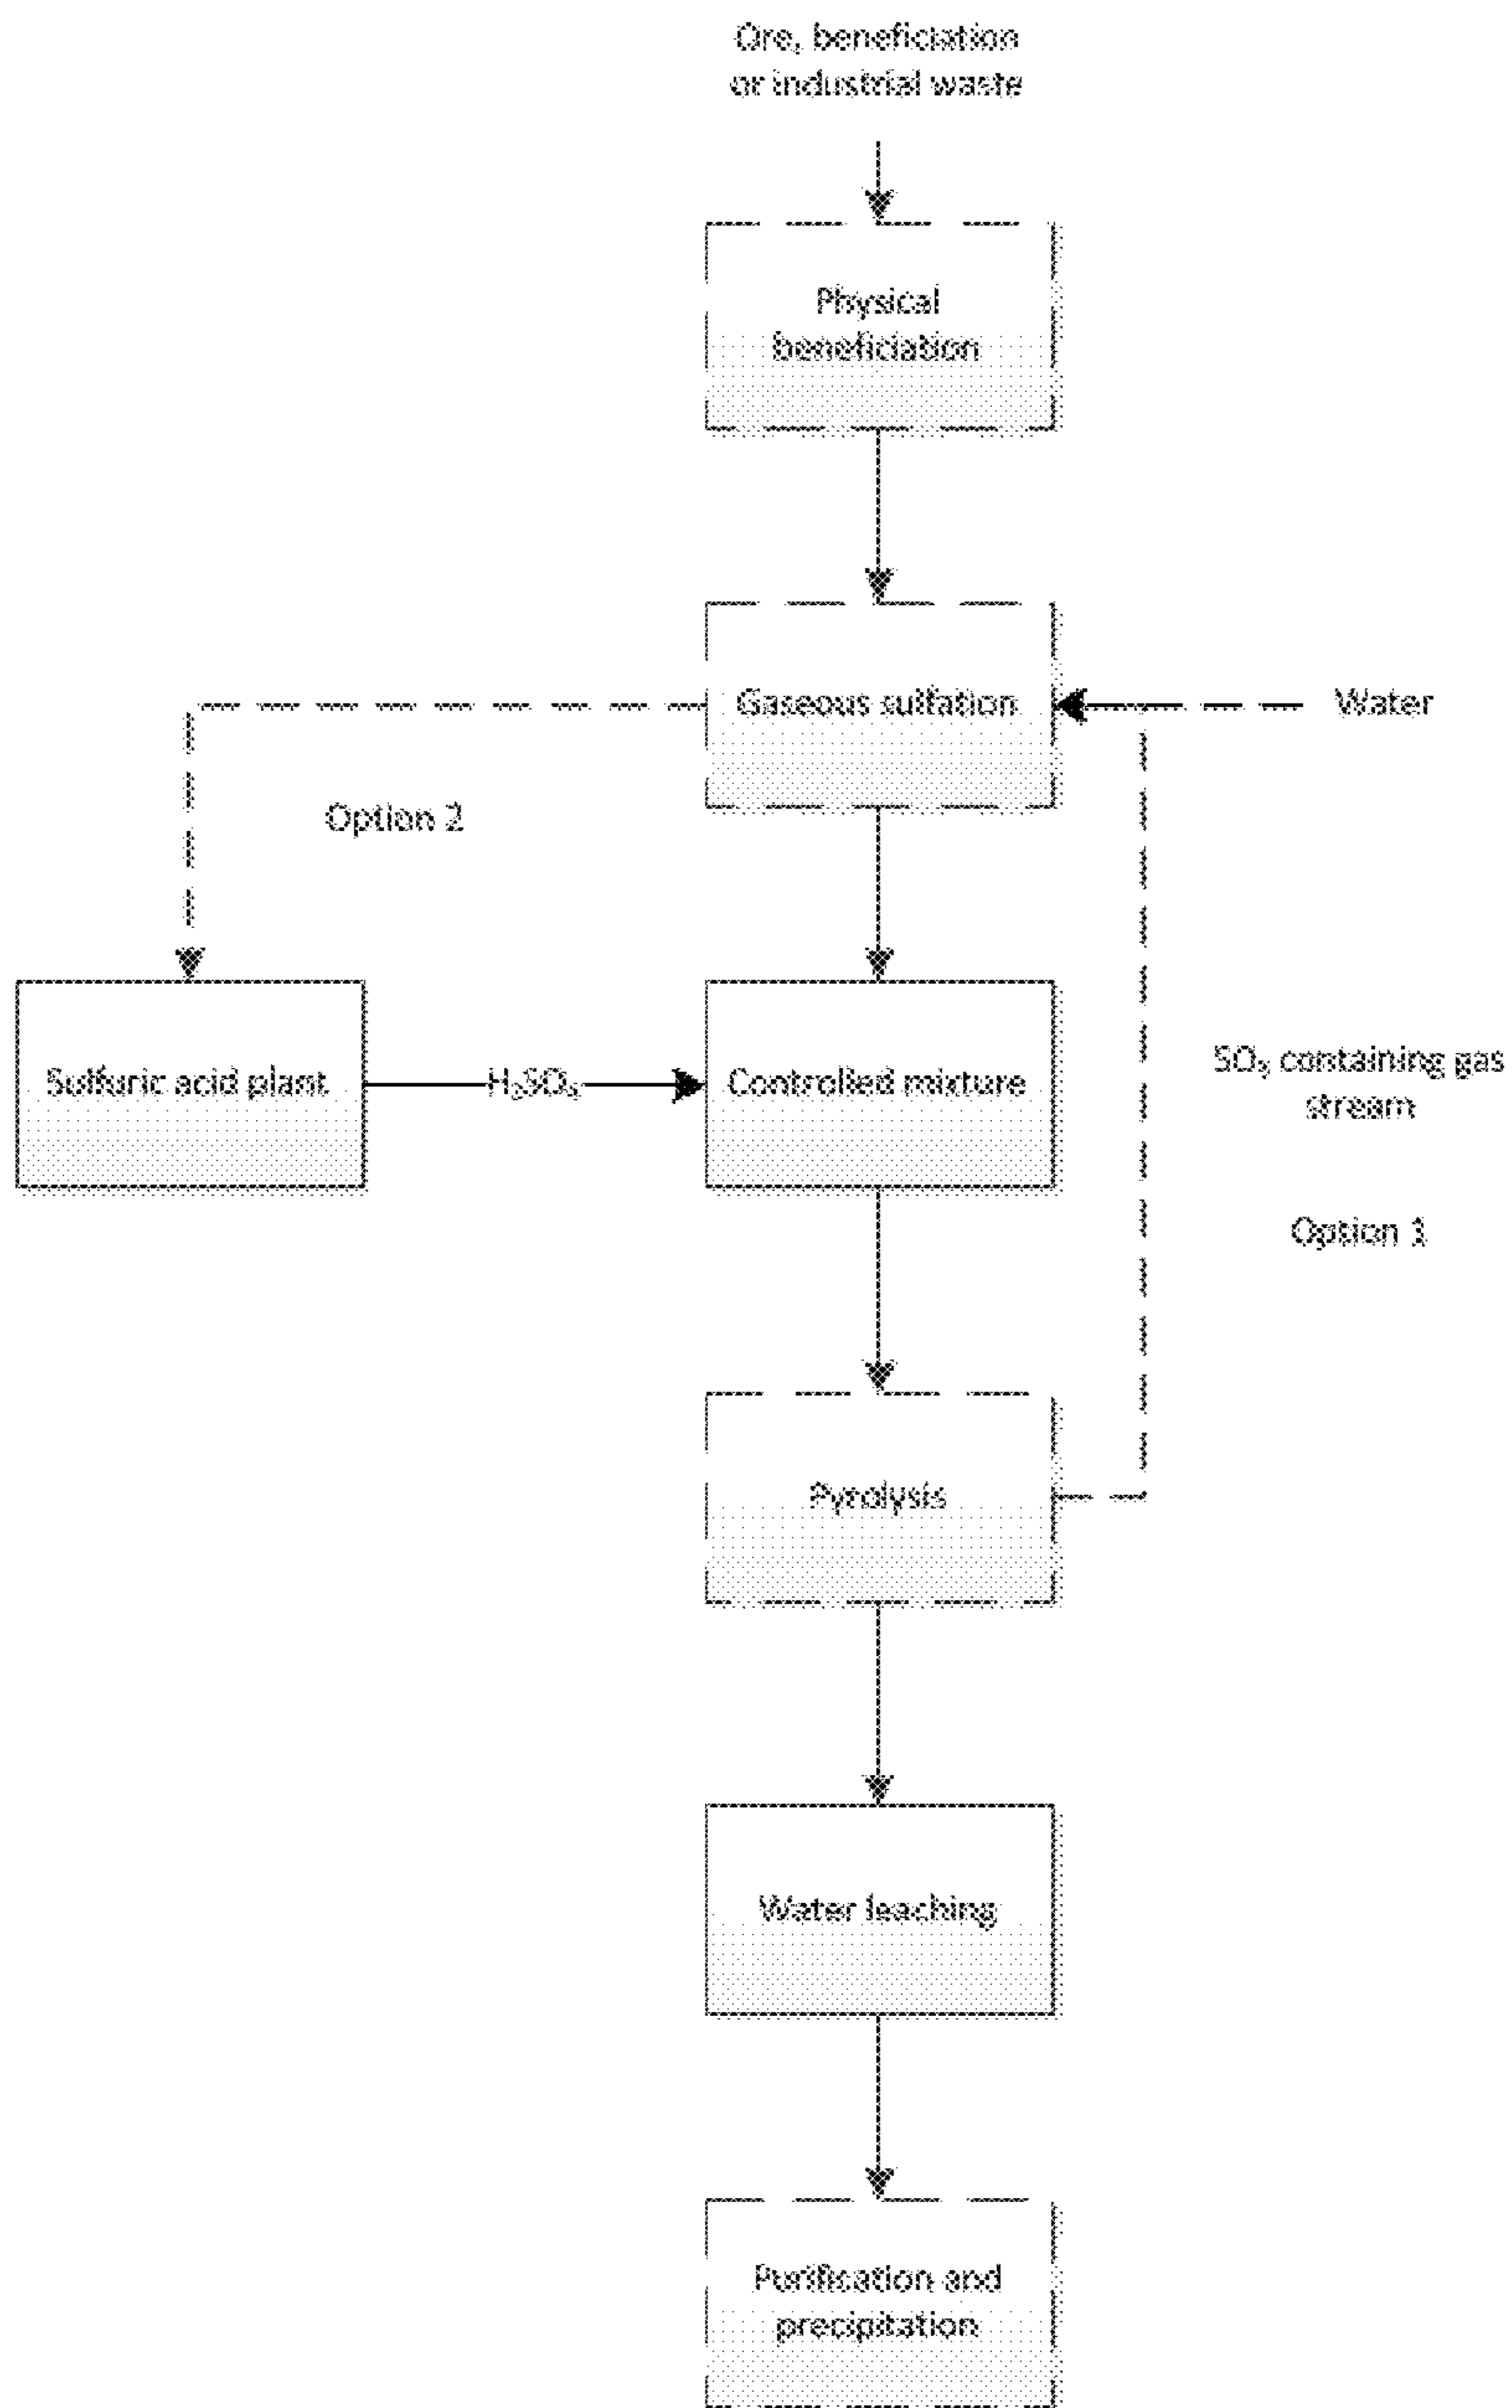 Ore, beneficiation
or industrial waste
Physical
beneficiation
Gaseous sulfation
Water
Option 2
Sulfuric acid plant
H₂SO₄
Controlled mixture
SO₃ containing gas
stream
Option 1
Pyrolysis
Water leaching
Purification and
precipitation